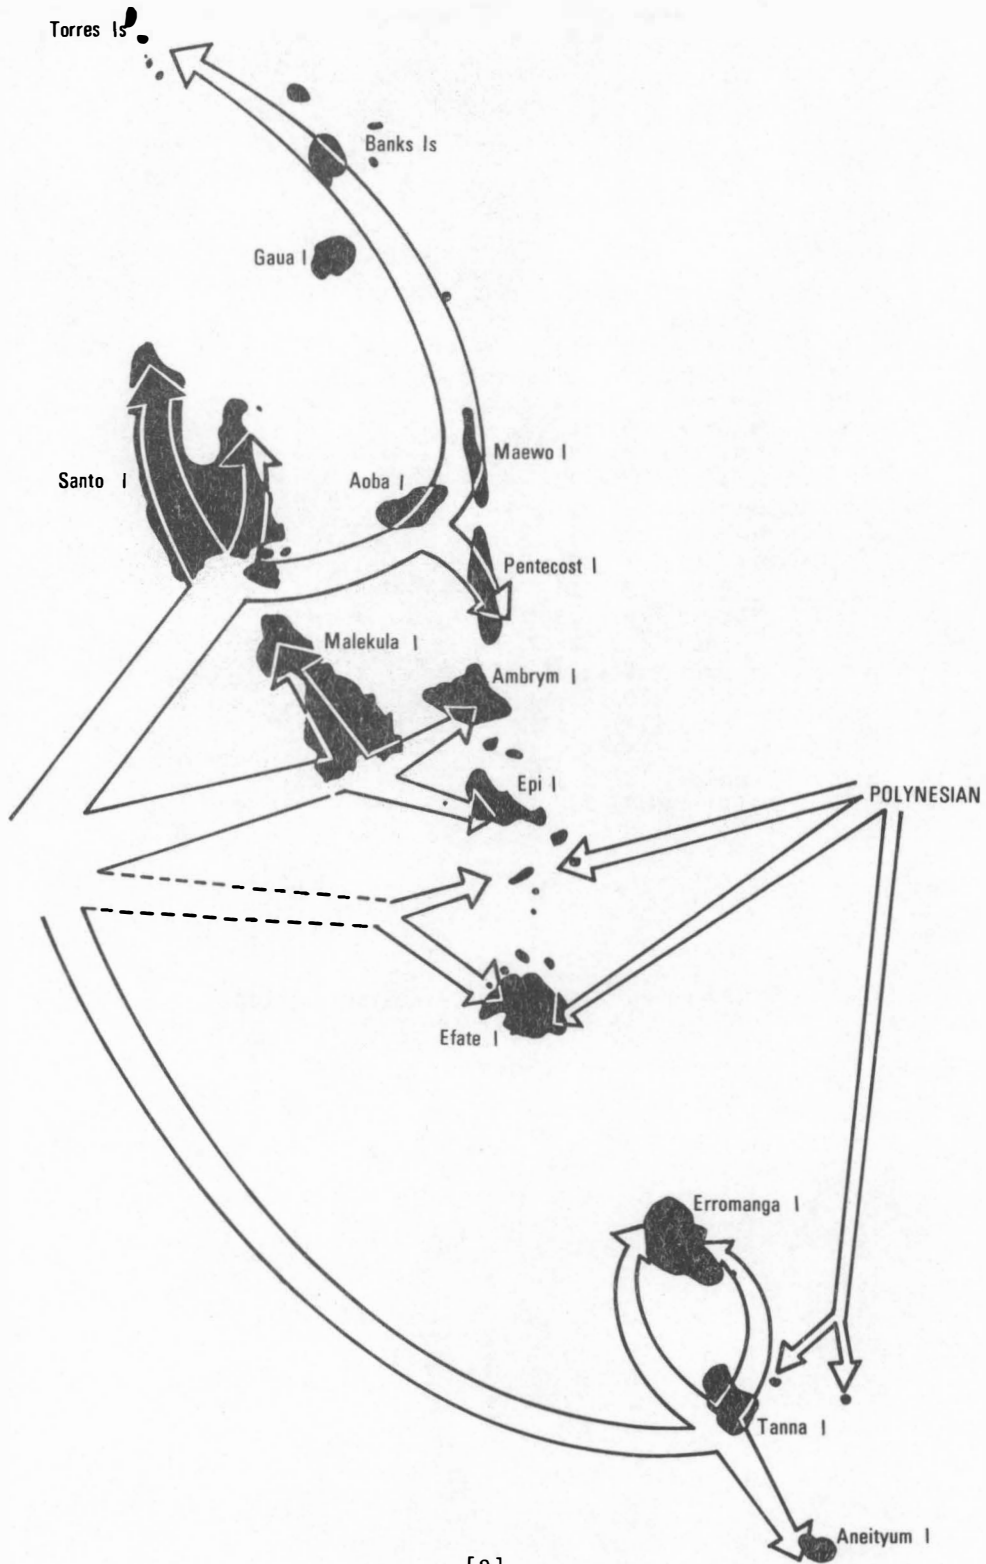 Torres Is
Banks Is
Gaua I
Maewo I
Santo I
Aoba I
Pentecost I
Malekula I
Ambrym I
Epi I
POLYNESIAN
Efate I
Erromanga I
Tanna I
Aneityum I